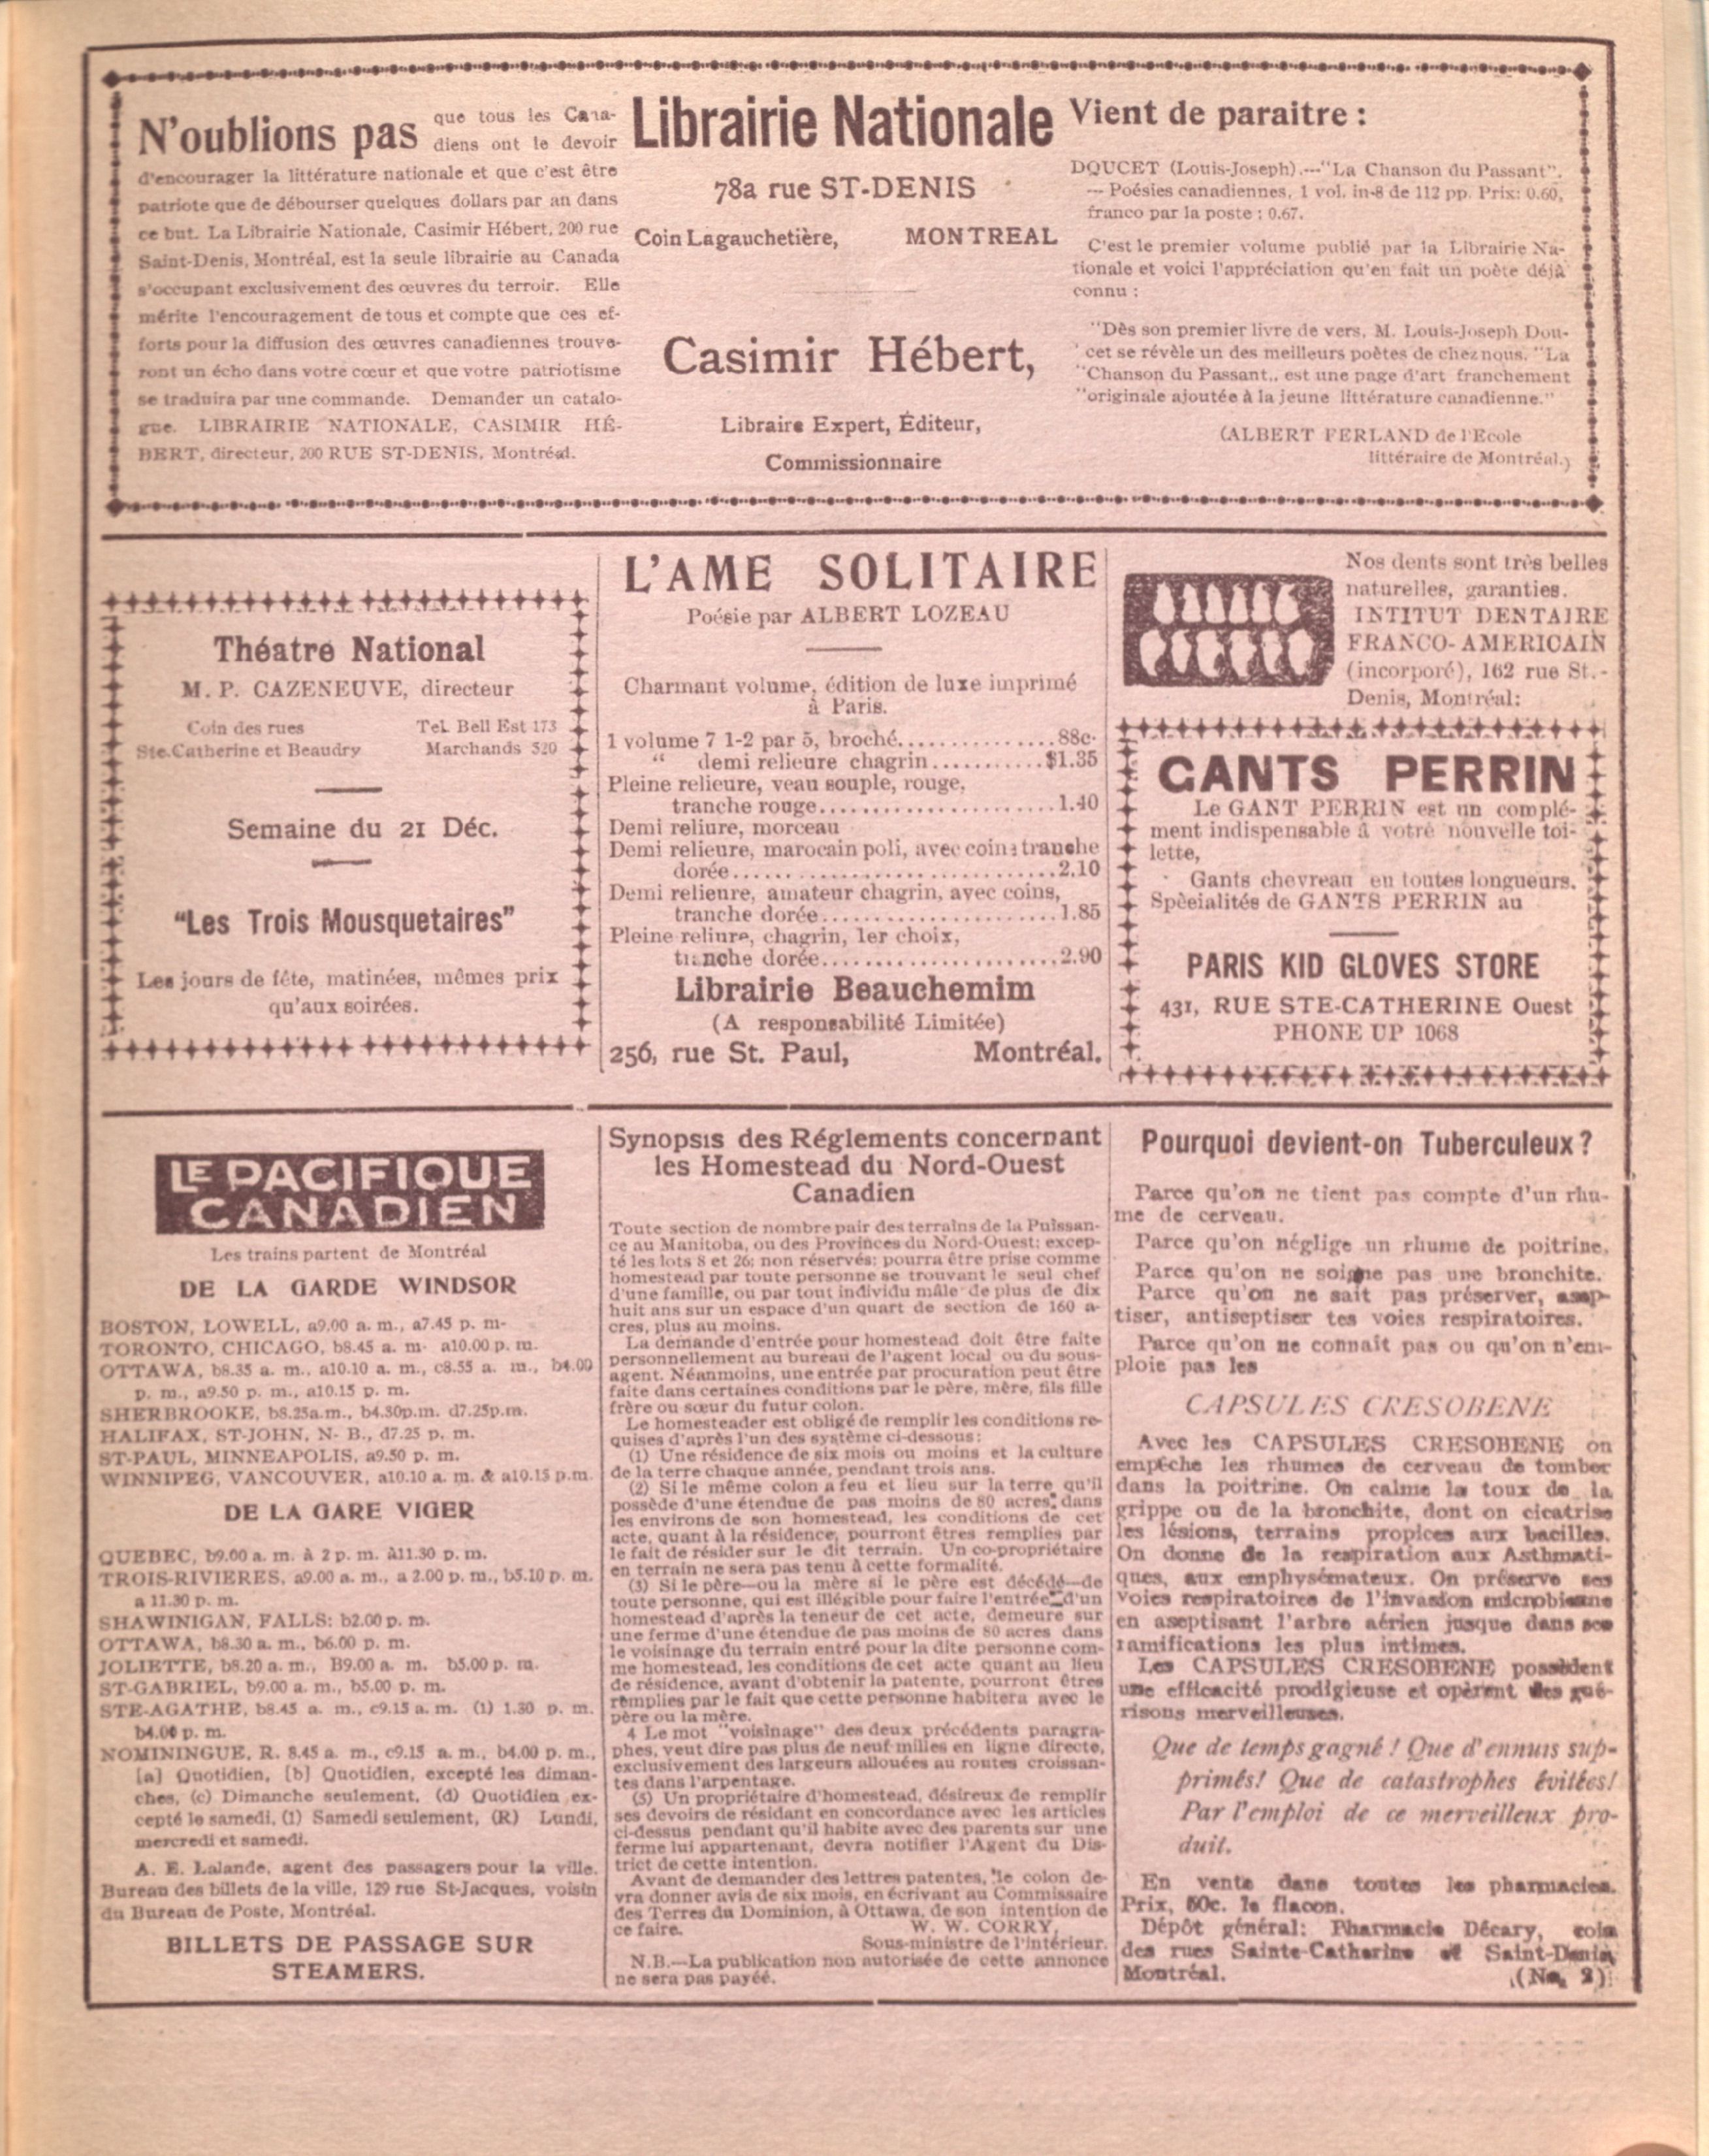 N'oublions pas que tous les Cana-
diens ont le devoir
d'encourager la littérature nationale et que c'est être
patriote que de débourser quelques dollars par an dans
ce but. La Librairie Nationale, Casimir Hébert, 200 rue
Saint-Denis, Montréal, est la seule librairie au Canada
s'occupant exclusivement des œuvres du terroir. Elle
mérite l'encouragement de tous et compte que ces ef-
forts pour la diffusion des œuvres canadiennes trouve-
ront un écho dans votre cœur et que votre patriotisme
se traduira par une commande. Demander un catalo-
gue. LIBRAIRIE NATIONALE, CASIMIR HÉ-
BERT, directeur, 200 RUE ST-DENIS, Montréal.
Librairie Nationale
78a rue ST-DENIS
Coin Lagauchetière, MONTREAL
Casimir Hébert,
Libraire Expert, Éditeur,
Commissionnaire
Vient de paraitre :
DOUCET (Louis-Joseph).---"La Chanson du Passant".
--- Poésies canadiennes, 1 vol. in-8 de 112 pp. Prix: 0.60,
franco par la poste : 0.67.
C'est le premier volume publié par la Librairie Na-
tionale et voici l'appréciation qu'en fait un poète déjà
connu :
"Dès son premier livre de vers, M. Louis-Joseph Dou-
'cet se révèle un des meilleurs poètes de chez nous. "La
"Chanson du Passant,, est une page d'art franchement
"originale ajoutée à la jeune littérature canadienne."
(ALBERT FERLAND de l'Ecole
littéraire de Montréal.)
Théatre National
M. P. CAZENEUVE, directeur
Coin des rues Tel. Bell Est 173
Ste.Catherine et Beaudry Marchands 520
Semaine du 21 Déc.
"Les Trois Mousquetaires"
Les jours de fête, matinées, mêmes prix
qu'aux soirées.
L'AME SOLITAIRE
Poésie par ALBERT LOZEAU
Charmant volume, édition de luxe imprimé
à Paris.
1 volume 7 1-2 par 5, broché...............88c.
" demi relieure chagrin...........$1.35
Pleine relieure, veau souple, rouge,
tranche rouge.......................1.40
Demi reliure, morceau
Demi relieure, marocain poli, avec coins tranche
dorée................................2.10
Demi relieure, amateur chagrin, avec coins,
tranche dorée.......................1.85
Pleine reliure, chagrin, 1er choix,
tranche dorée.......................2.90
Librairie Beauchemim
(A responsabilité Limitée)
256, rue St. Paul, Montréal.
Nos dents sont très belles
naturelles, garanties.
INTITUT DENTAIRE
FRANCO-AMERICAIN
(incorporé), 162 rue St.-
Denis, Montréal:
GANTS PERRIN
Le GANT PERRIN est un complé-
ment indispensable à votre nouvelle toi-
lette,
Gants chevreau en toutes longueurs.
Spèeialités de GANTS PERRIN au
PARIS KID GLOVES STORE
431, RUE STE-CATHERINE Ouest
PHONE UP 1068
LE PACIFIQUE
CANADIEN
Les trains partent de Montréal
DE LA GARDE WINDSOR
BOSTON, LOWELL, a9.00 a. m., a7.45 p. m-
TORONTO, CHICAGO, b8.45 a. m. a10.00 p. m.
OTTAWA, b8.35 a. m., a10.10 a. m., c8.55 a. m., b4.00
p. m., a9.50 p. m., a10.15 p. m.
SHERBROOKE, b8.25a.m., b4.30p.m. d7.25p.m.
HALIFAX, ST-JOHN, N- B., d7.25 p. m.
ST-PAUL, MINNEAPOLIS, a9.50 p. m.
WINNIPEG, VANCOUVER, a10.10 a. m. & a10.15 p.m.
DE LA GARE VIGER
QUEBEC, b9.00 a. m. à 2 p. m. à11.30 p. m.
TROIS-RIVIERES, a9.00 a. m., a 2.00 p. m., b5.10 p. m.
a 11.30 p. m.
SHAWINIGAN, FALLS: b2.00 p. m.
OTTAWA, b8.30 a. m., b6.00 p. m.
JOLIETTE, b8.20 a. m., B9.00 a. m. b5.00 p. m.
ST-GABRIEL, b9.00 a. m., b5.00 p. m.
STE-AGATHE, b8.45 a. m., c9.15 a. m. (1) 1.30 p. m.
b4.00 p. m.
NOMININGUE, R. 8.45 a. m., c9.15 a. m., b4.00 p. m.,
[a] Quotidien, [b] Quotidien, excepté les diman-
ches, (c) Dimanche seulement, (d) Quotidien ex-
cepté le samedi, (1) Samedi seulement, (R) Lundi,
mercredi et samedi.
A. E. Lalande, agent des passagers pour la ville.
Bureau des billets de la ville, 129 rue St-Jacques, voisin
du Bureau de Poste, Montréal.
BILLETS DE PASSAGE SUR
STEAMERS.
Synopsis des Réglements concernant
les Homestead du Nord-Ouest
Canadien
Toute section de nombre pair des terrains de la Puissan-
ce au Manitoba, ou des Provinces du Nord-Ouest; excep-
té les lots 8 et 26; non réservés; pourra être prise comme
homestead par toute personne se trouvant le seul chef
d'une famille, ou par tout individu mâle de plus de dix
huit ans sur un espace d'un quart de section de 160 a-
cres, plus au moins.
La demande d'entrée pour homestead doit être faite
personnellement au bureau de l'agent local ou du sous-
agent. Néanmoins, une entrée par procuration peut être
faite dans certaines conditions par le père, mère, fils fille
frère ou sœur du futur colon.
Le homesteader est obligé de remplir les conditions re-
quises d'après l'un des système ci-dessous:
(1) Une résidence de six mois ou moins et la culture
de la terre chaque année, pendant trois ans.
(2) Si le même colon a feu et lieu sur la terre qu'il
possède d'une étendue de pas moins de 80 acres, dans
les environs de son homestead, les conditions de cet
acte, quant à la résidence, pourront êtres remplies par
le fait de résider sur le dit terrain. Un co-propriétaire
en terrain ne sera pas tenu à cette formalité.
(3) Si le père—ou la mère si le père est décédé—de
toute personne, qui est illégible pour faire l'entrée d'un
homestead d'après la teneur de cet acte, demeure sur
une ferme d'une étendue de pas moins de 80 acres dans
le voisinage du terrain entré pour la dite personne com-
me homestead, les conditions de cet acte quant au lieu
de résidence, avant d'obtenir la patente, pourront êtres
remplies par le fait que cette personne habitera avec le
père ou la mère.
4 Le mot "voisinage" des deux précédents paragra-
phes, veut dire pas plus de neuf milles en ligne directe,
exclusivement des largeurs allouées au routes croissan-
tes dans l'arpentage.
(5) Un propriétaire d'homestead, désireux de remplir
ses devoirs de résidant en concordance avec les articles
ci-dessus pendant qu'il habite avec des parents sur une
ferme lui appartenant, devra notifier l'Agent du Dis-
trict de cette intention.
Avant de demander des lettres patentes, le colon de-
vra donner avis de six mois, en écrivant au Commissaire
des Terres du Dominion, à Ottawa, de son intention de
ce faire. W. W. CORRY,
Sous-ministre de l'intérieur.
N.B.—La publication non autorisée de cette annonce
ne sera pas payée.
Pourquoi devient-on Tuberculeux ?
Parce qu'on ne tient pas compte d'un rhu-
me de cerveau.
Parce qu'on néglige un rhume de poitrine,
Parce qu'on ne soigne pas une bronchite.
Parce qu'on ne sait pas préserver, asep-
tiser, antiseptiser tes voies respiratoires.
Parce qu'on ne connaît pas ou qu'on n'em-
ploie pas les
CAPSULES CRESOBENE
Avec les CAPSULES CRESOBENE on
empêche les rhumes de cerveau de tomber
dans la poitrine. On calme la toux de la
grippe ou de la bronchite, dont on cicatrise
les lésions, terrains propices aux bacilles.
On donne de la respiration aux Asthmati-
ques, aux emphysémateux. On préserve ses
voies respiratoires de l'invasion microbienne
en aseptisant l'arbre aérien jusque dans sce
ramifications les plus intimes.
Les CAPSULES CRESOBENE possèdent
une efficacité prodigieuse et opèrent des gué-
risons merveilleuses.
Que de temps gagné ! Que d'ennuis sup-
primés! Que de catastrophes évitées!
Par l'emploi de ce merveilleux pro-
duit.
En vente dans toutes les pharmacies.
Prix, 50c. le flacon.
Dépôt général: Pharmacie Décary, coin
des rues Sainte-Catherine et Saint-Denis,
Montréal. (No. 2)